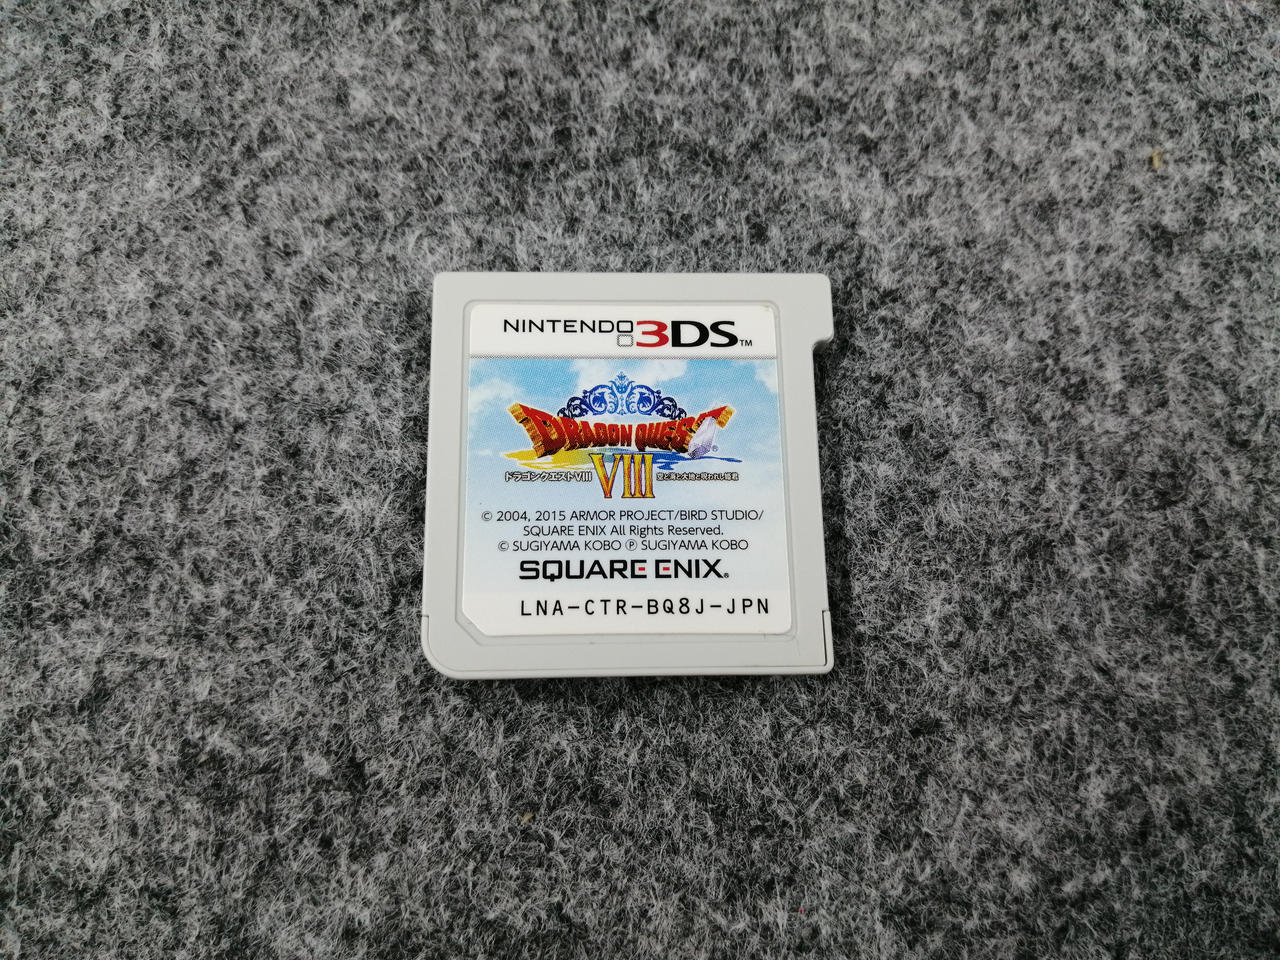 NINTENDO 3DS™
DRAGON QUEST®
ドラゴンクエストVIII VIII 空と海と大地と呪われし姫君
© 2004, 2015 ARMOR PROJECT/BIRD STUDIO/
SQUARE ENIX All Rights Reserved.
© SUGIYAMA KOBO ℗ SUGIYAMA KOBO
SQUARE ENIX®
LNA-CTR-BQ8J-JPN